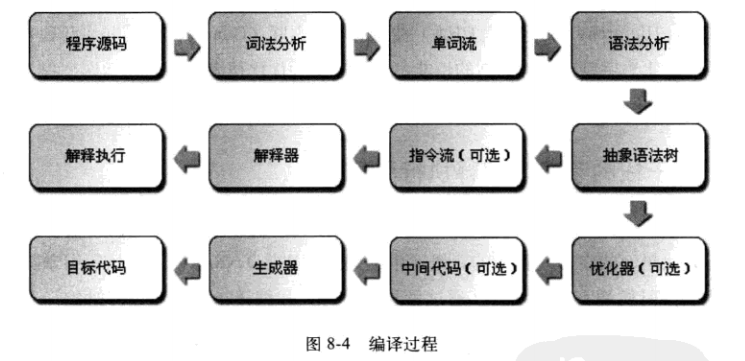 程序源码
词法分析
单词流
语法分析
解释执行
解释器
指令流（可选）
抽象语法树
目标代码
生成器
中间代码（可选）
优化器（可选）
图 8-4 编译过程